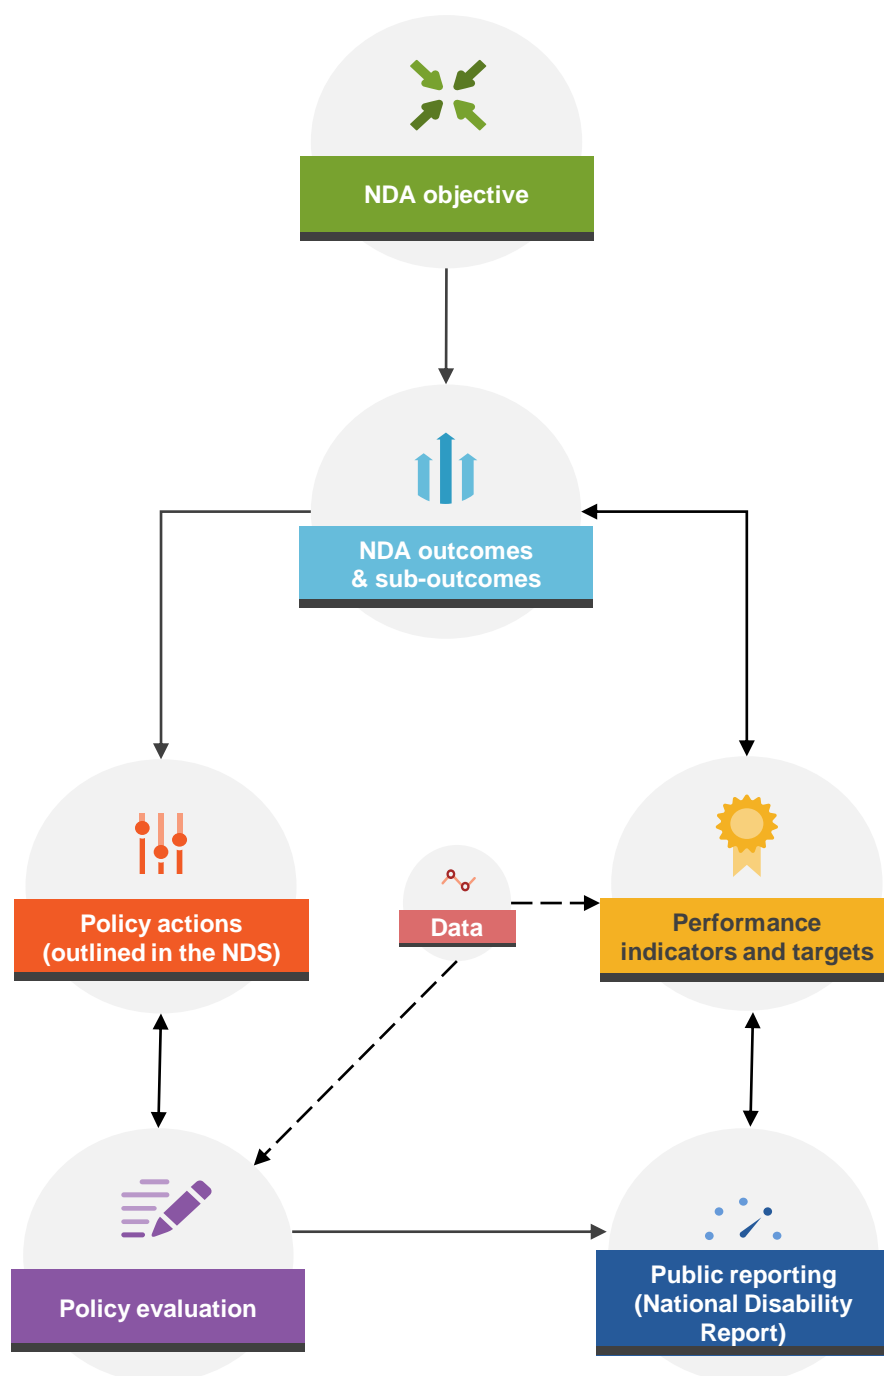 NDA objective
NDA outcomes
& sub-outcomes
Policy actions
(outlined in the NDS)
Data
Performance
indicators and targets
Policy evaluation
Public reporting
(National Disability
Report)